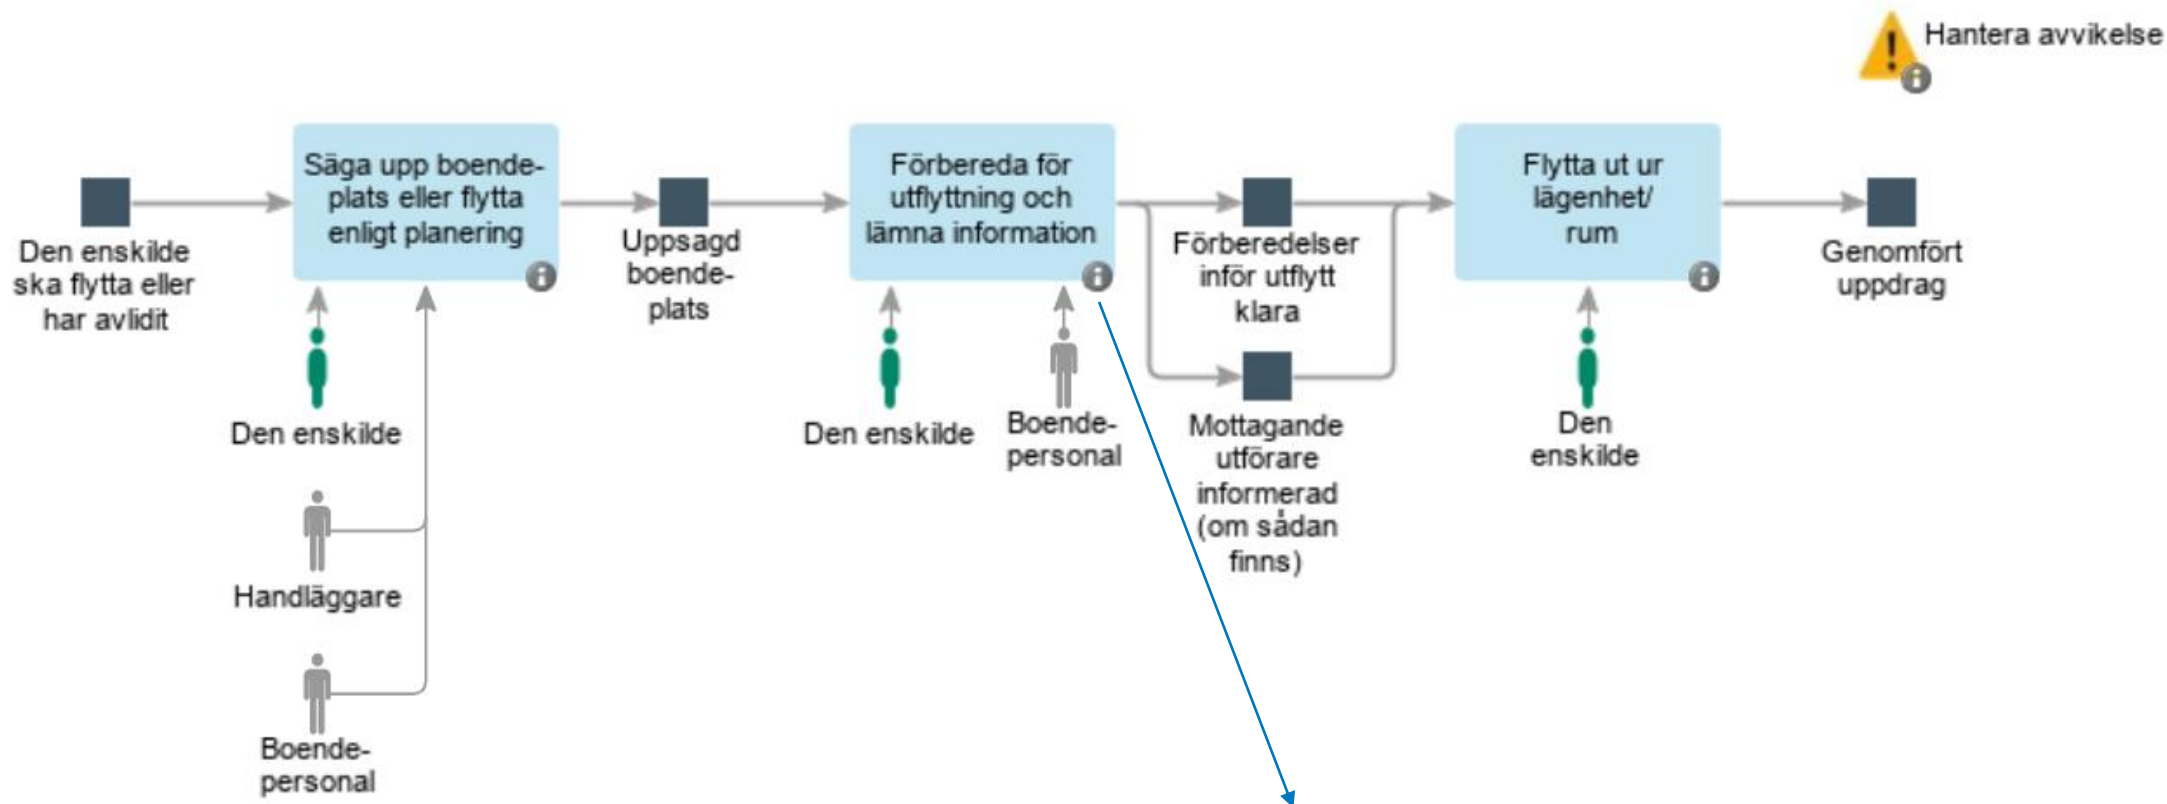 Hantera avvikelse
Den enskilde
ska flytta eller
har avlidit
Säga upp boende-
plats eller flytta
enligt planering
Uppsagd
boende-
plats
Förbereda för
utflyttning och
lämna information
Förberedelser
inför utflytt
klara
Flytta ut ur
lägenhet/
rum
Genomfört
uppdrag
Den enskilde
Handläggare
Boende-
personal
Den enskilde
Boende-
personal
Mottagande
utförare
informerad
(om sådan
finns)
Den
enskilde